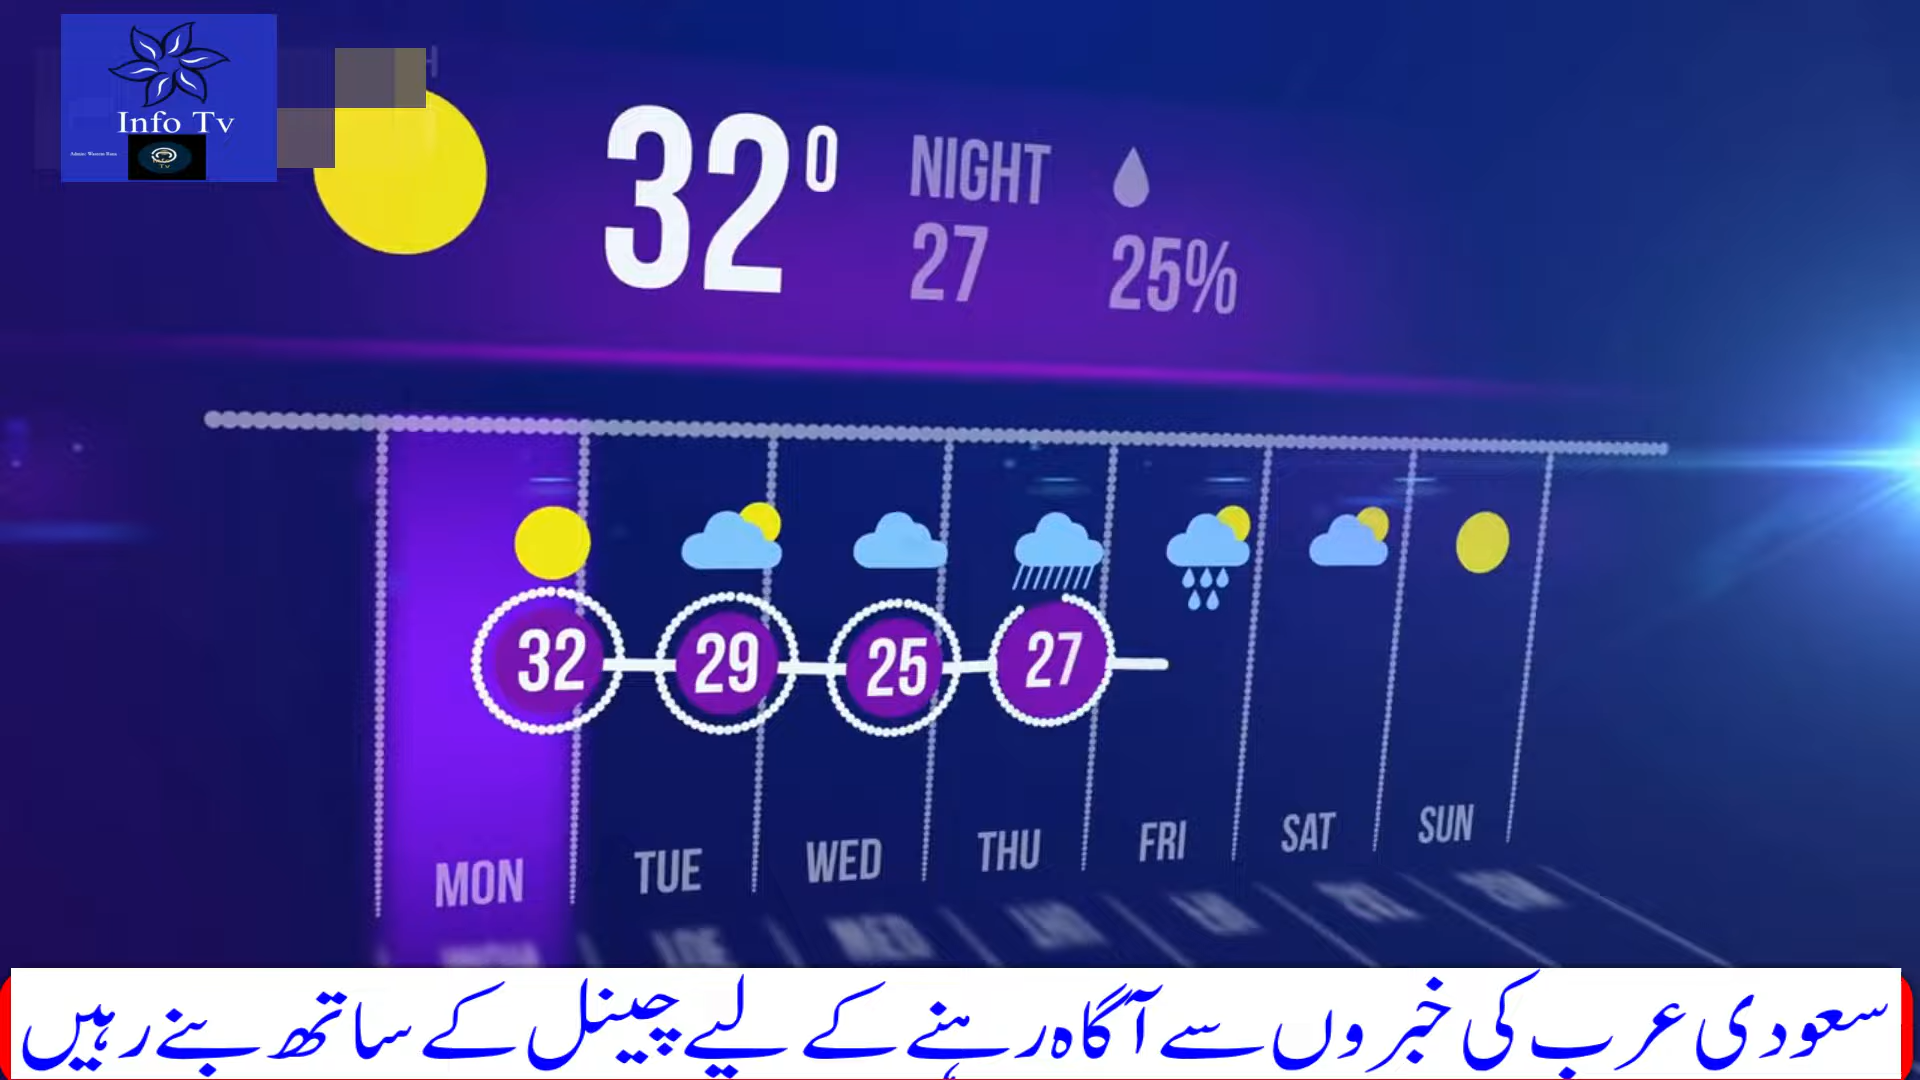 Info Tv
32°
NIGHT
27
25%
32 29 25 27
MON TUE WED THU FRI SAT SUN
سعودی عرب کی خبروں سے آگاہ رہنے کے لیے چینل کے ساتھ بنے رہیں